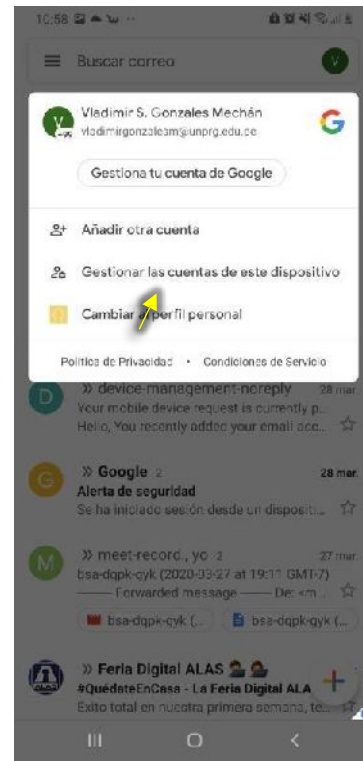 10:58
Buscar correo
V
Vladimir S. Gonzales Mechán
vladimirgonzalesm@unprg.edu.pe
Gestiona tu cuenta de Google
Añadir otra cuenta
Gestionar las cuentas de este dispositivo
Cambiar a perfil personal
Política de Privacidad • Condiciones de Servicio
D
» device-management-noreply 28 mar.
Your mobile device request is currently p...
Hello, You recently added your email acc...
G
» Google 2 28 mar.
Alerta de seguridad
Se ha iniciado sesión desde un dispositi...
M
» meet-record., yo 2 27 mar.
bsa-dqpk-qyk (2020-03-27 at 19:11 GMT-7)
——— Forwarded message ——— De: <m...
bsa-dqpk-qyk (... bsa-dqpk-qyk (...
» Feria Digital ALAS
#QuédateEnCasa - La Feria Digital ALA
Éxito total en nuestra primera semana, te...